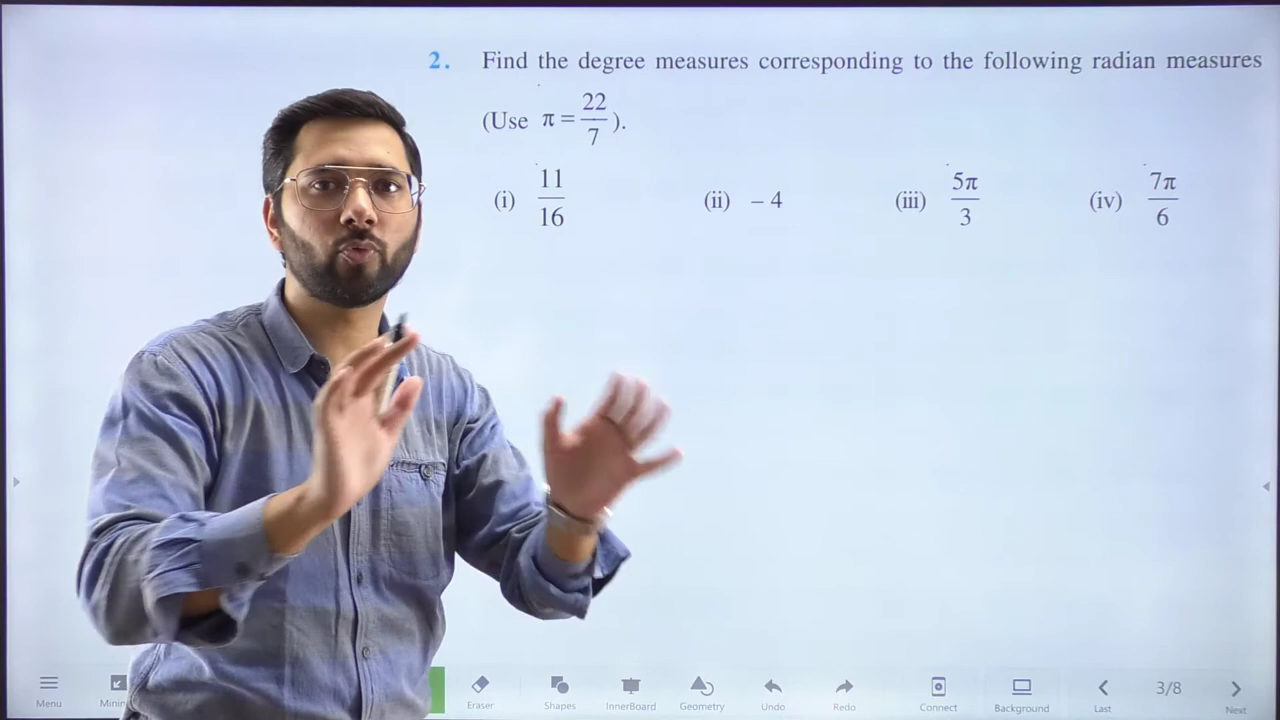 2. Find the degree measures corresponding to the following radian measures
(Use π = 22/7 ).
(i) 11/16 (ii) – 4 (iii) 5π/3 (iv) 7π/6
Menu Eraser Shapes InnerBoard Geometry Undo Redo Connect Background Last 3/8 Next